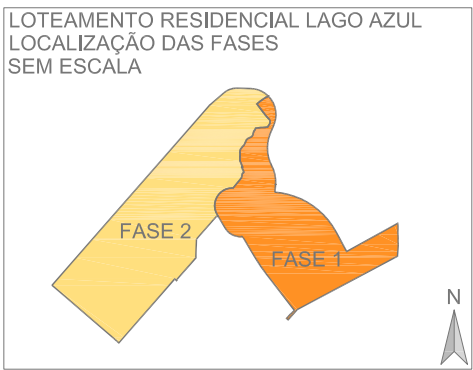 LOTEAMENTO RESIDENCIAL LAGO AZUL
LOCALIZAÇÃO DAS FASES
SEM ESCALA
FASE 2
FASE 1
N